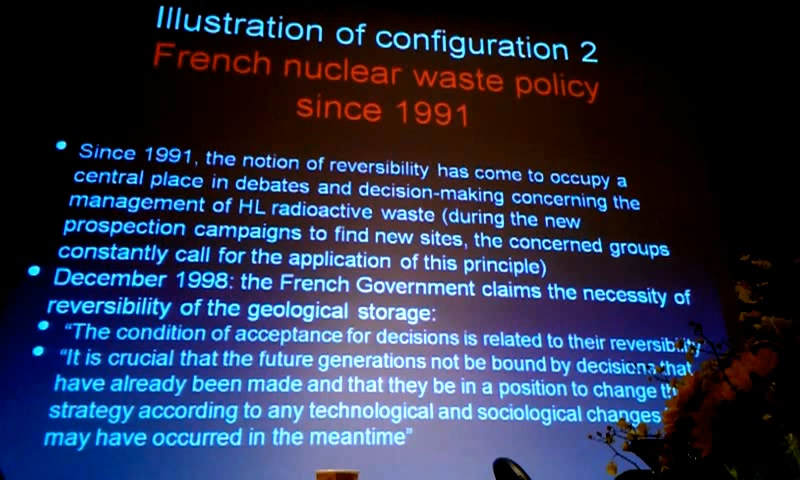 Illustration of configuration 2
French nuclear waste policy
since 1991
• Since 1991, the notion of reversibility has come to occupy a
central place in debates and decision-making concerning the
management of HL radioactive waste (during the new
prospection campaigns to find new sites, the concerned groups
constantly call for the application of this principle)
• December 1998: the French Government claims the necessity of
reversibility of the geological storage:
• “The condition of acceptance for decisions is related to their reversibility
• “It is crucial that the future generations not be bound by decisions that
have already been made and that they be in a position to change
strategy according to any technological and sociological changes
may have occurred in the meantime”